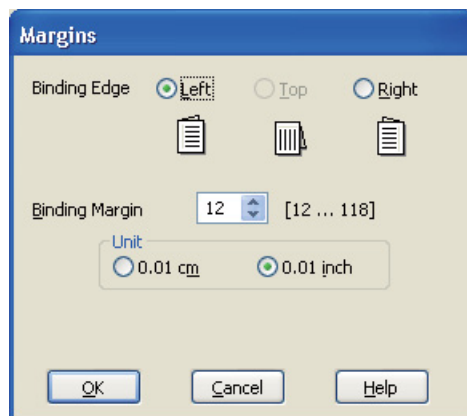 Margins
Binding Edge Left Top Right
Binding Margin 12 [12 ... 118]
Unit
0.01 cm 0.01 inch
OK Cancel Help